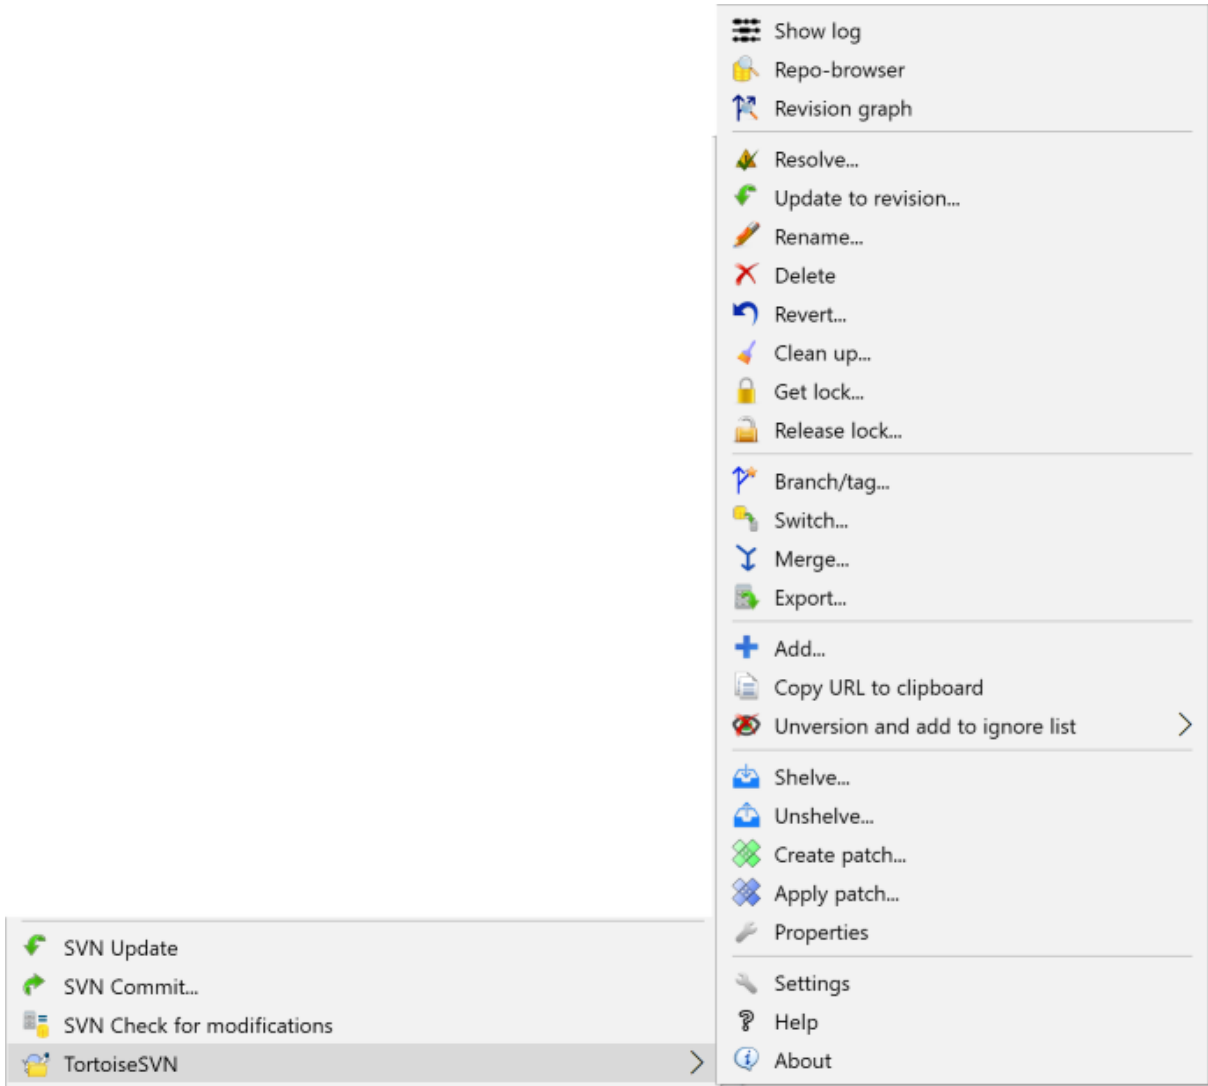 Show log
Repo-browser
Revision graph
Resolve...
Update to revision...
Rename...
Delete
Revert...
Clean up...
Get lock...
Release lock...
Branch/tag...
Switch...
Merge...
Export...
Add...
Copy URL to clipboard
Unversion and add to ignore list
Shelve...
Unshelve...
Create patch...
Apply patch...
Properties
Settings
Help
About
SVN Update
SVN Commit...
SVN Check for modifications
TortoiseSVN